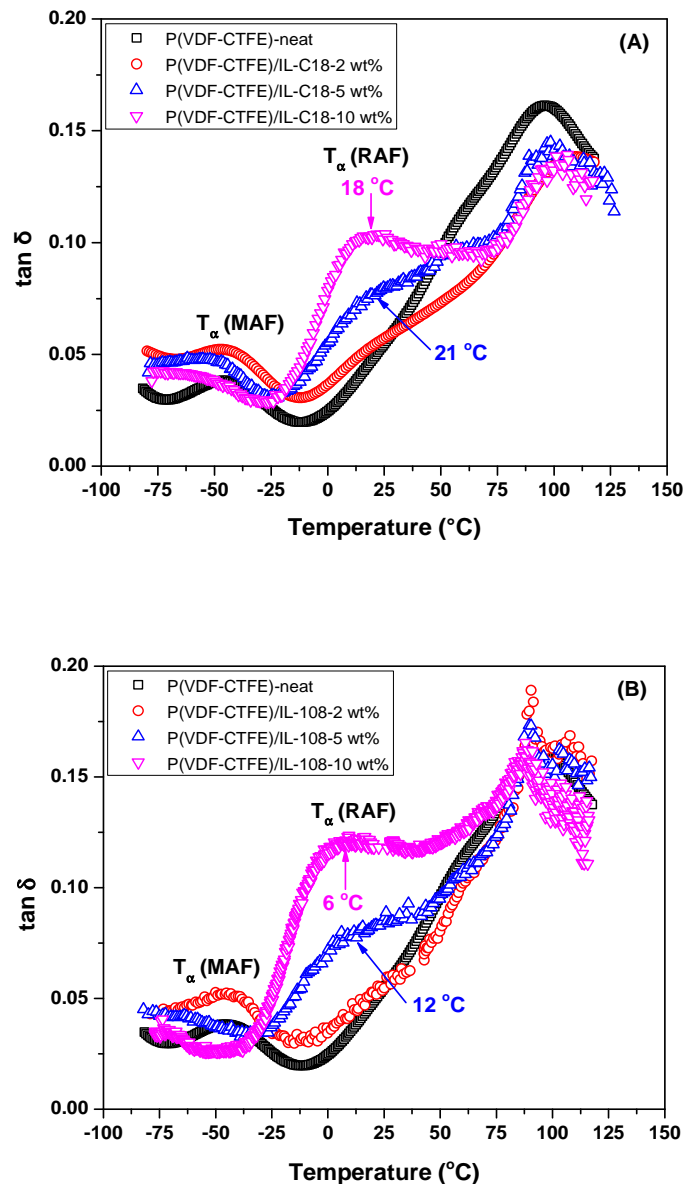 0.20
0.15
0.10
0.05
0.00
tan δ
(A)
P(VDF-CTFE)-neat
P(VDF-CTFE)/IL-C18-2 wt%
P(VDF-CTFE)/IL-C18-5 wt%
P(VDF-CTFE)/IL-C18-10 wt%
Tα (RAF)
18 °C
Tα (MAF)
21 °C
-100 -75 -50 -25 0 25 50 75 100 125 150
Temperature (°C)
0.20
0.15
0.10
0.05
0.00
tan δ
(B)
P(VDF-CTFE)-neat
P(VDF-CTFE)/IL-108-2 wt%
P(VDF-CTFE)/IL-108-5 wt%
P(VDF-CTFE)/IL-108-10 wt%
Tα (RAF)
6 °C
Tα (MAF)
12 °C
-100 -75 -50 -25 0 25 50 75 100 125 150
Temperature (°C)